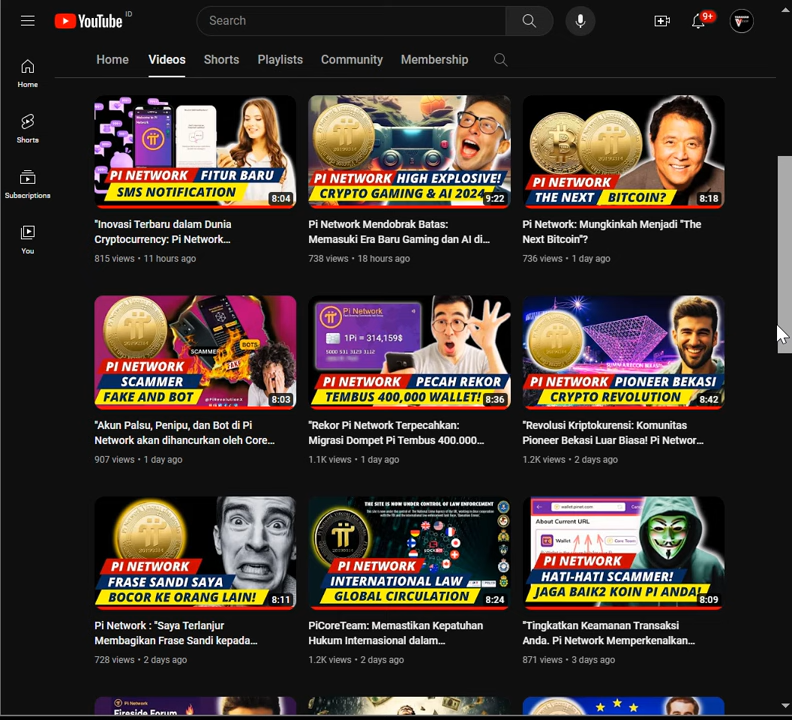 YouTube ID
Search
9+
Home
Videos
Shorts
Playlists
Community
Membership
Home
Shorts
Subscriptions
You
PI NETWORK FITUR BARU
SMS NOTIFICATION
8:04
"Inovasi Terbaru dalam Dunia
Cryptocurrency: Pi Network...
815 views • 11 hours ago
PI NETWORK HIGH EXPLOSIVE!
CRYPTO GAMING & AI 2024
9:22
Pi Network Mendobrak Batas:
Memasuki Era Baru Gaming dan AI di...
738 views • 18 hours ago
PI NETWORK
THE NEXT BITCOIN?
8:18
Pi Network: Mungkinkah Menjadi "The
Next Bitcoin"?
736 views • 1 day ago
SCAMMER
BOTS
PI NETWORK
SCAMMER
FAKE AND BOT
8:03
"Akun Palsu, Penipu, dan Bot di Pi
Network akan dihancurkan oleh Core...
907 views • 1 day ago
Pi Network
1Pi = 314,159$
PI NETWORK PECAH REKOR
TEMBUS 400,000 WALLET!
8:36
"Rekor Pi Network Terpecahkan:
Migrasi Dompet Pi Tembus 400.000...
1.1K views • 1 day ago
PI NETWORK PIONEER BEKASI
CRYPTO REVOLUTION
8:42
"Revolusi Kriptokurensi: Komunitas
Pioneer Bekasi Luar Biasa! Pi Networ...
1.2K views • 2 days ago
PI NETWORK
FRASE SANDI SAYA
BOCOR KE ORANG LAIN!
8:11
Pi Network : "Saya Terlanjur
Membagikan Frase Sandi kepada...
728 views • 2 days ago
THE SITE IS NOW UNDER CONTROL OF LAW ENFORCEMENT
PI NETWORK
INTERNATIONAL LAW
GLOBAL CIRCULATION
8:24
PiCoreTeam: Memastikan Kepatuhan
Hukum Internasional dalam...
1.2K views • 2 days ago
wallet.pinet.com
About Current URL
Wallet
PI NETWORK
HATI-HATI SCAMMER!
JAGA BAIK2 KOIN PI ANDA!
8:09
"Tingkatkan Keamanan Transaksi
Anda. Pi Network Memperkenalkan...
871 views • 3 days ago
Pi Network
Fireside Forum